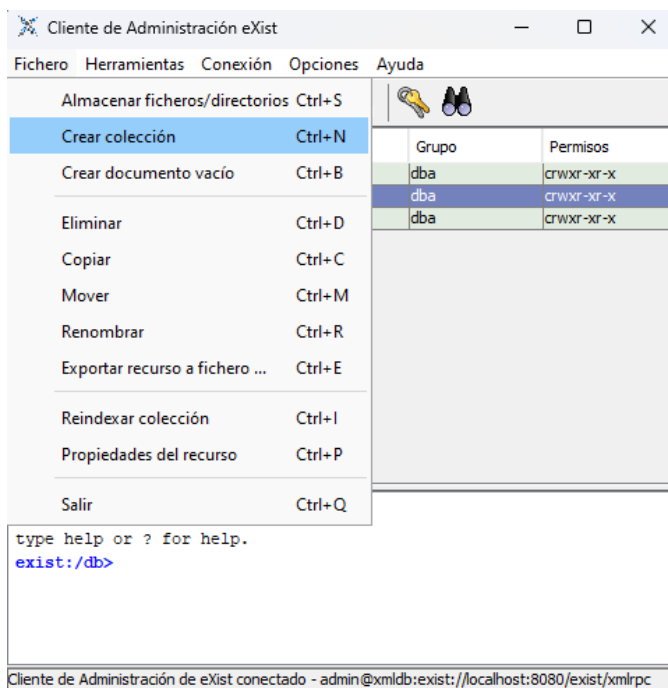 Cliente de Administración eXist
Fichero Herramientas Conexión Opciones Ayuda
Almacenar ficheros/directorios Ctrl+S
Crear colección Ctrl+N
Crear documento vacío Ctrl+B
Eliminar Ctrl+D
Copiar Ctrl+C
Mover Ctrl+M
Renombrar Ctrl+R
Exportar recurso a fichero ... Ctrl+E
Reindexar colección Ctrl+I
Propiedades del recurso Ctrl+P
Salir Ctrl+Q
Grupo Permisos
dba crwxr-xr-x
dba crwxr-xr-x
dba crwxr-xr-x
type help or ? for help.
exist:/db>
Cliente de Administración de eXist conectado - admin@xmldb:exist://localhost:8080/exist/xmlrpc